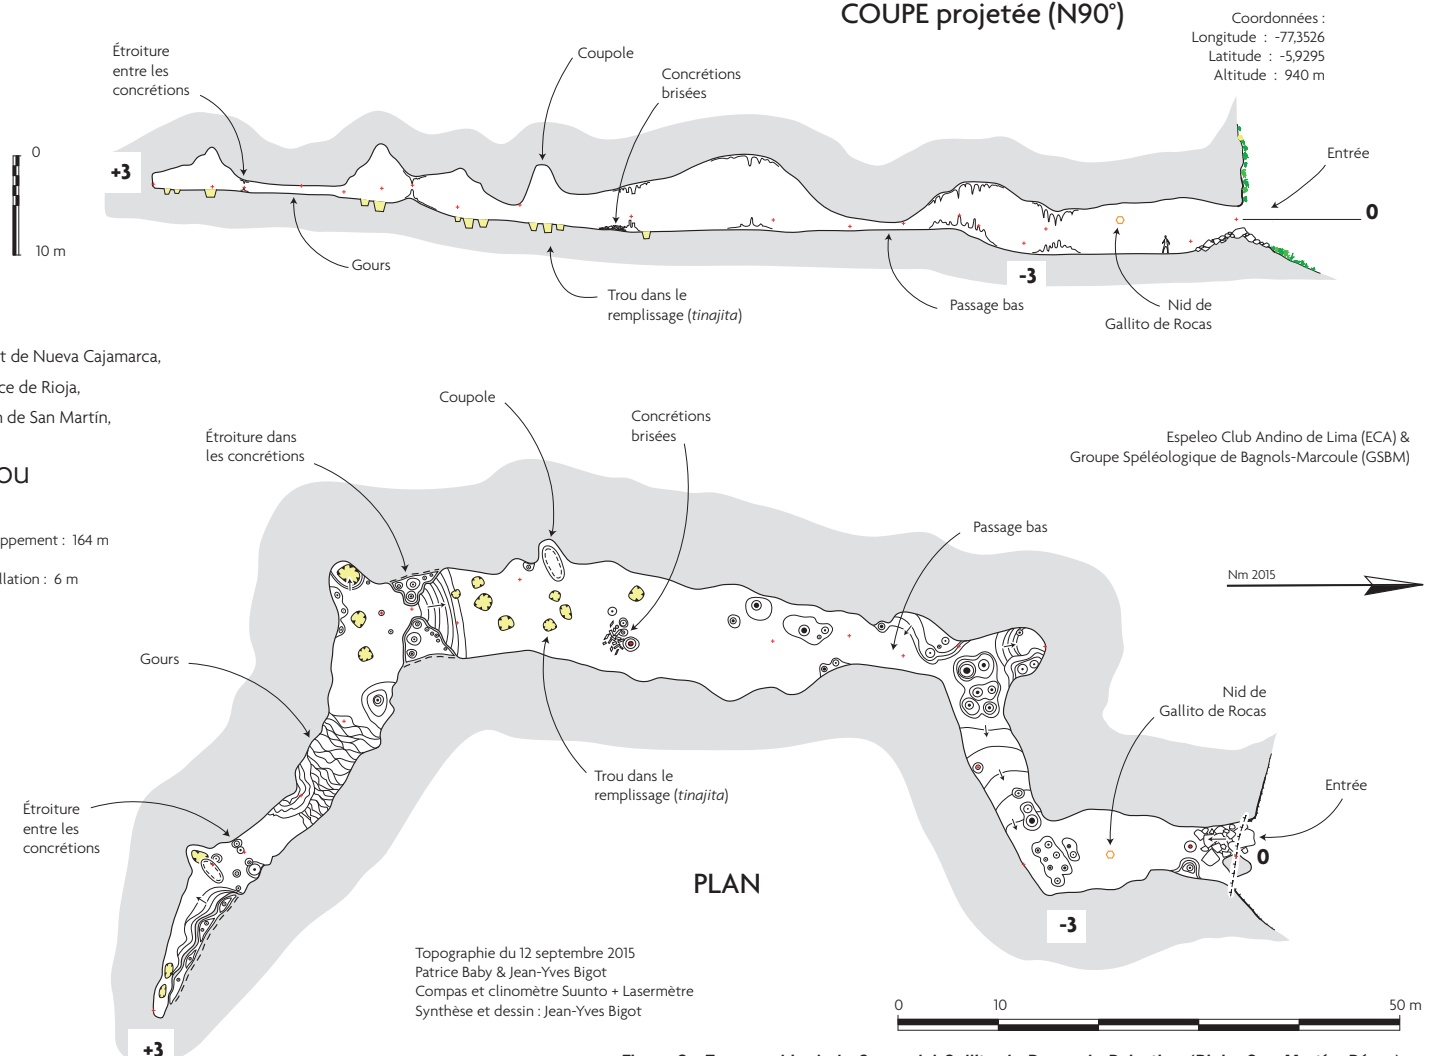 COUPE projetée (N90°)
Coordonnées :
Longitude : -77,3526
Latitude : -5,9295
Altitude : 940 m
Étroiture
entre les
concrétions
Coupole
Concrétions
brisées
0
10 m
+3
Entrée
0
Gours
Trou dans le
remplissage (tinajita)
-3
Passage bas
Nid de
Gallito de Rocas
t de Nueva Cajamarca,
ce de Rioja,
n de San Martín,
ou
ppement : 164 m
llation : 6 m
Coupole
Concrétions
brisées
Étroiture dans
les concrétions
Espeleo Club Andino de Lima (ECA) &
Groupe Spéléologique de Bagnols-Marcoule (GSBM)
Passage bas
Nm 2015
Gours
Nid de
Gallito de Rocas
Trou dans le
remplissage (tinajita)
Entrée
0
Étroiture
entre les
concrétions
PLAN
-3
Topographie du 12 septembre 2015
Patrice Baby & Jean-Yves Bigot
Compas et clinomètre Suunto + Lasermètre
Synthèse et dessin : Jean-Yves Bigot
0 10 50 m
+3